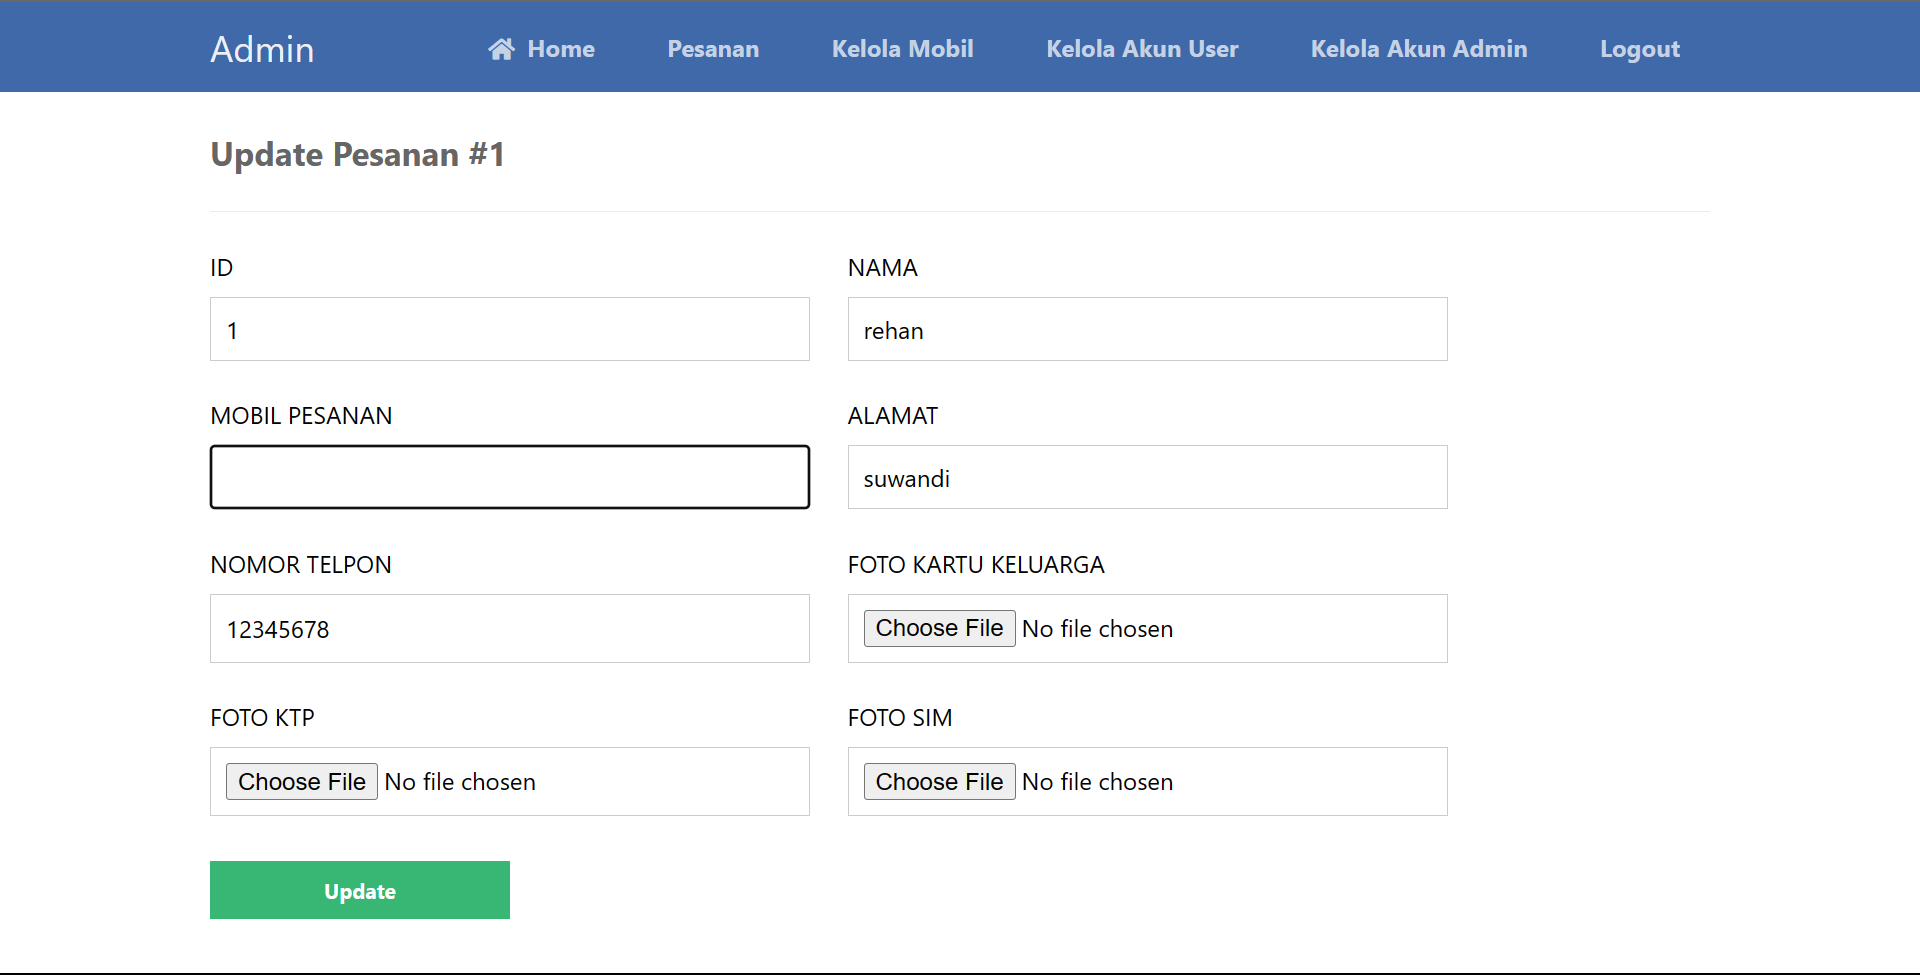 Admin
Home
Pesanan
Kelola Mobil
Kelola Akun User
Kelola Akun Admin
Logout
Update Pesanan #1
ID
NAMA
1
rehan
MOBIL PESANAN
ALAMAT
suwandi
NOMOR TELPON
FOTO KARTU KELUARGA
12345678
Choose File No file chosen
FOTO KTP
FOTO SIM
Choose File No file chosen
Choose File No file chosen
Update